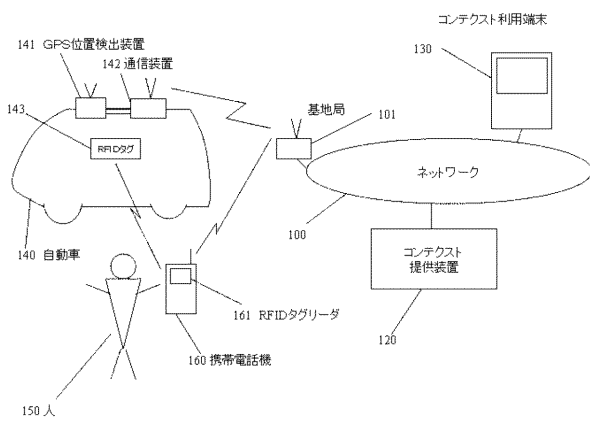 コンテクスト利用端末
130
141 GPS位置検出装置
142 通信装置
143
RFIDタグ
基地局
101
ネットワーク
100
140 自動車
コンテクスト
提供装置
120
161 RFIDタグリーダ
160 携帯電話機
150 人